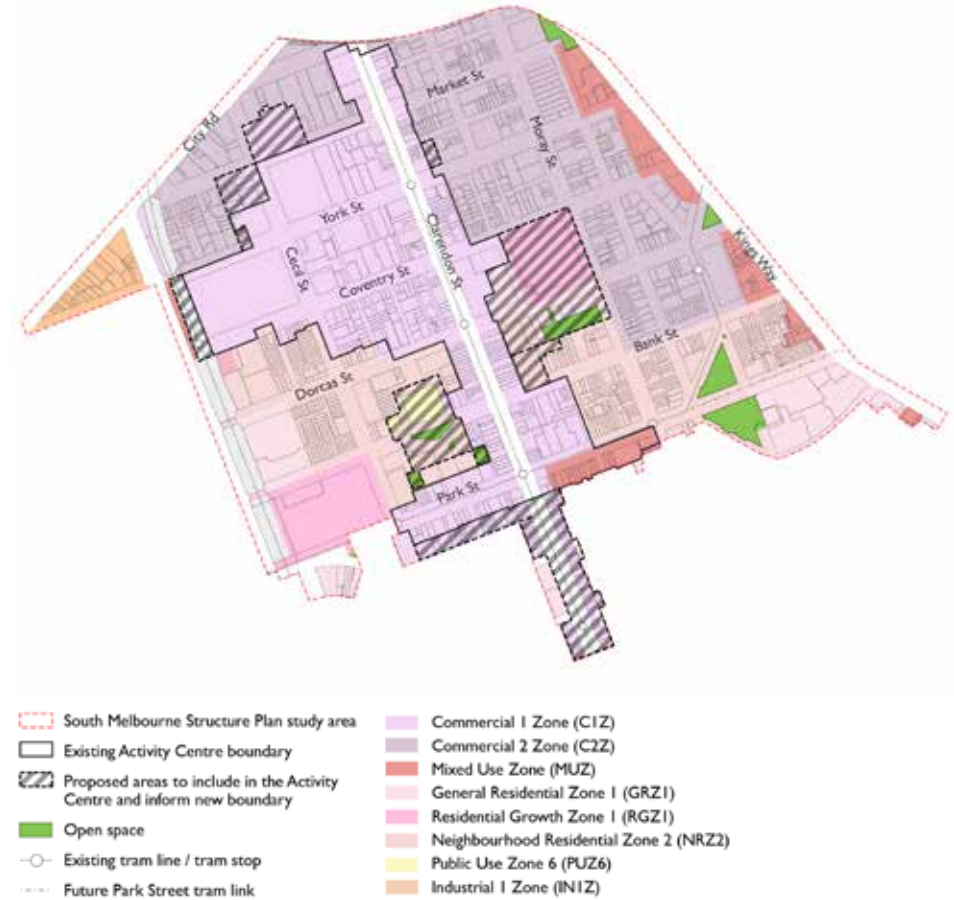 Market St
City Rd
Moray St
York St
Clarendon St
Cecil St
Coventry St
Kings Way
Bank St
Dorcas St
Park St
South Melbourne Structure Plan study area
Existing Activity Centre boundary
Proposed areas to include in the Activity
Centre and inform new boundary
Open space
Existing tram line / tram stop
Future Park Street tram link
Commercial 1 Zone (C1Z)
Commercial 2 Zone (C2Z)
Mixed Use Zone (MUZ)
General Residential Zone 1 (GRZ1)
Residential Growth Zone 1 (RGZ1)
Neighbourhood Residential Zone 2 (NRZ2)
Public Use Zone 6 (PUZ6)
Industrial 1 Zone (IN1Z)